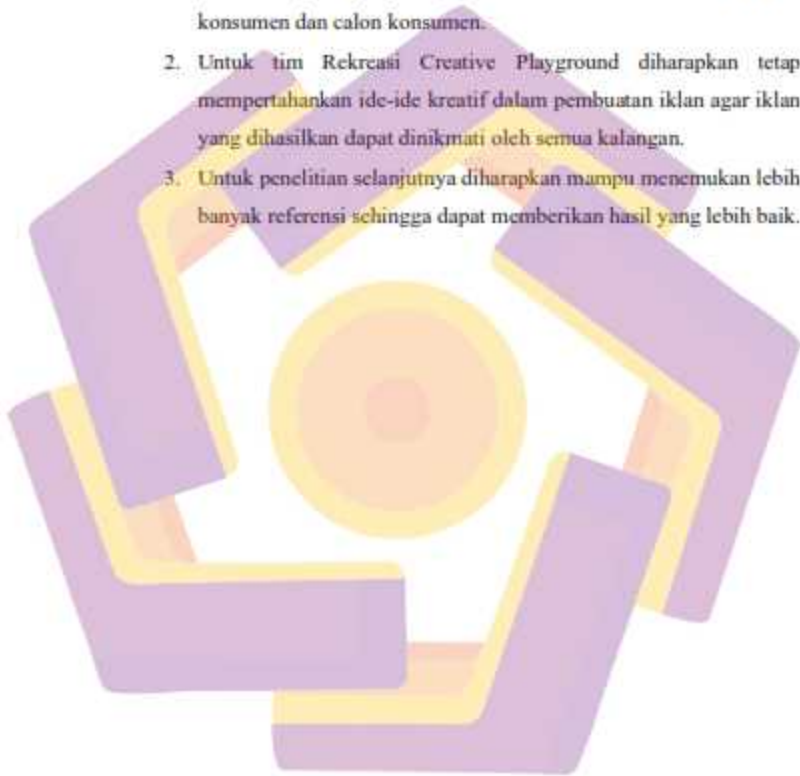 konsumen dan calon konsumen.
2. Untuk tim Rekreasi Creative Playground diharapkan tetap
mempertahankan ide-ide kreatif dalam pembuatan iklan agar iklan
yang dihasilkan dapat dinikmati oleh semua kalangan.
3. Untuk penelitian selanjutnya diharapkan mampu menemukan lebih
banyak referensi sehingga dapat memberikan hasil yang lebih baik.